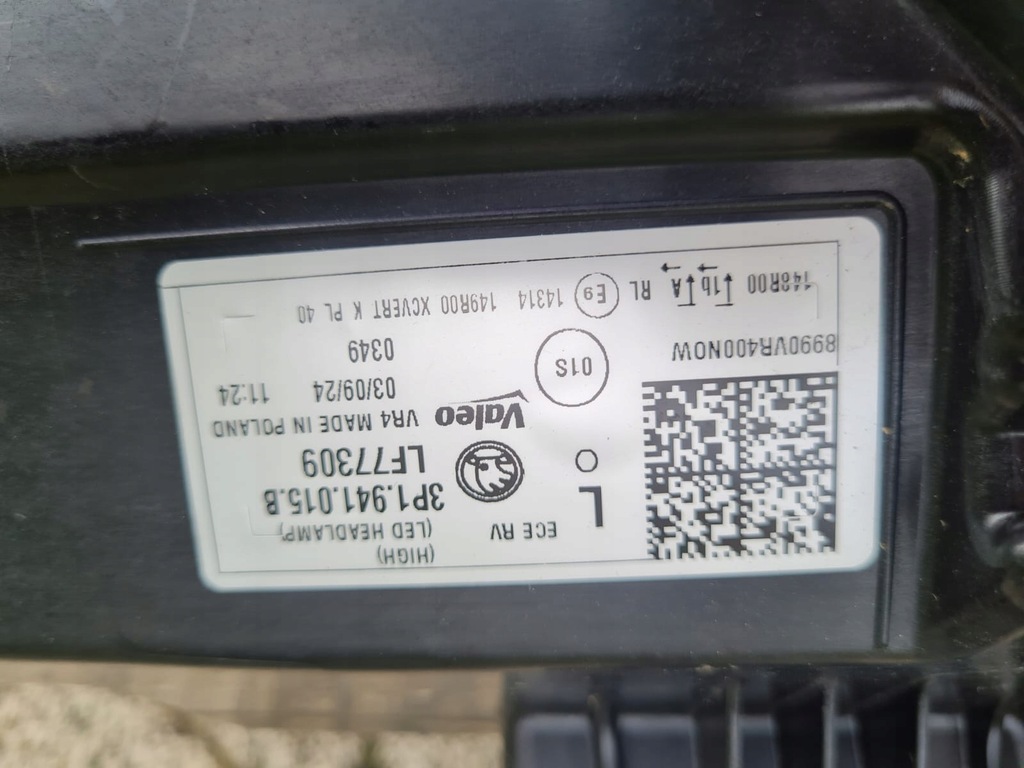 (HIGH)
(LED HEADLAMP)
ECE RV
L
3P1.941.015.B
LF77309
VR4 MADE IN POLAND
Valeo
03/09/24 11:24
01S
0349
8990VR400NOW
148R00 1b A RL E9 14314 149R00 XCVERT K PL 40